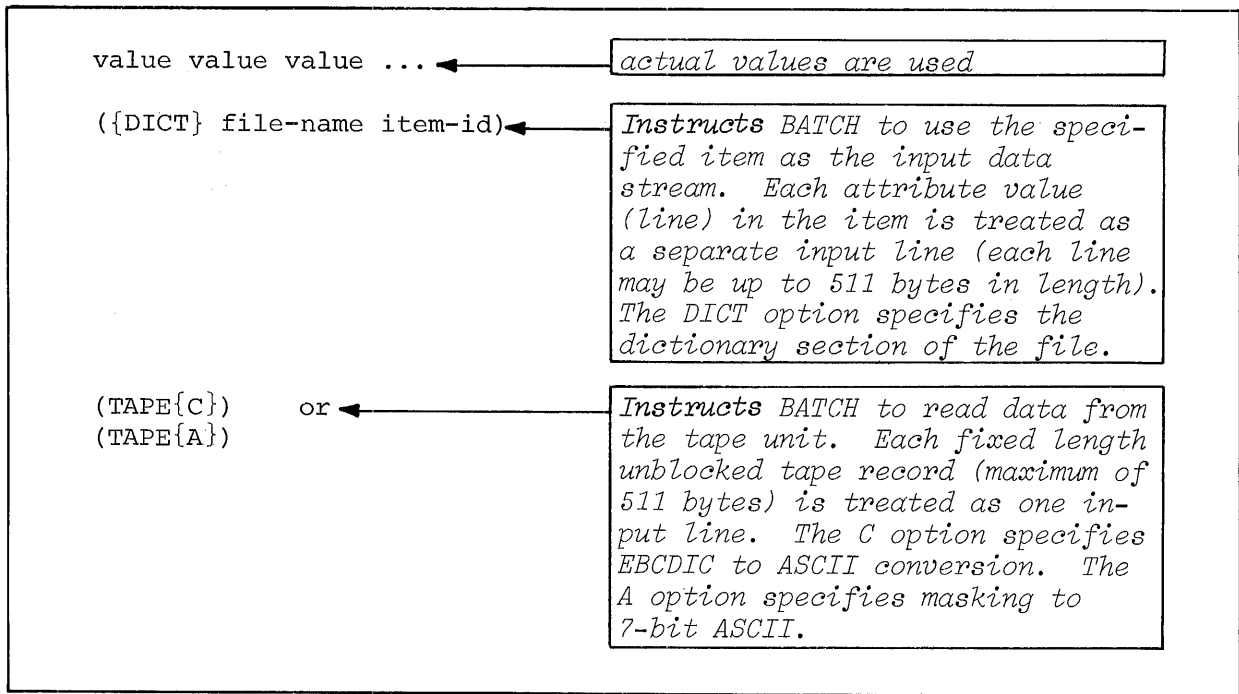 value value value ... actual values are used
({DICT} file-name item-id) Instructs BATCH to use the speci-
fied item as the input data
stream. Each attribute value
(line) in the item is treated as
a separate input line (each line
may be up to 511 bytes in length).
The DICT option specifies the
dictionary section of the file.
(TAPE{C}) or Instructs BATCH to read data from
(TAPE{A}) the tape unit. Each fixed length
unblocked tape record (maximum of
511 bytes) is treated as one in-
put line. The C option specifies
EBCDIC to ASCII conversion. The
A option specifies masking to
7-bit ASCII.